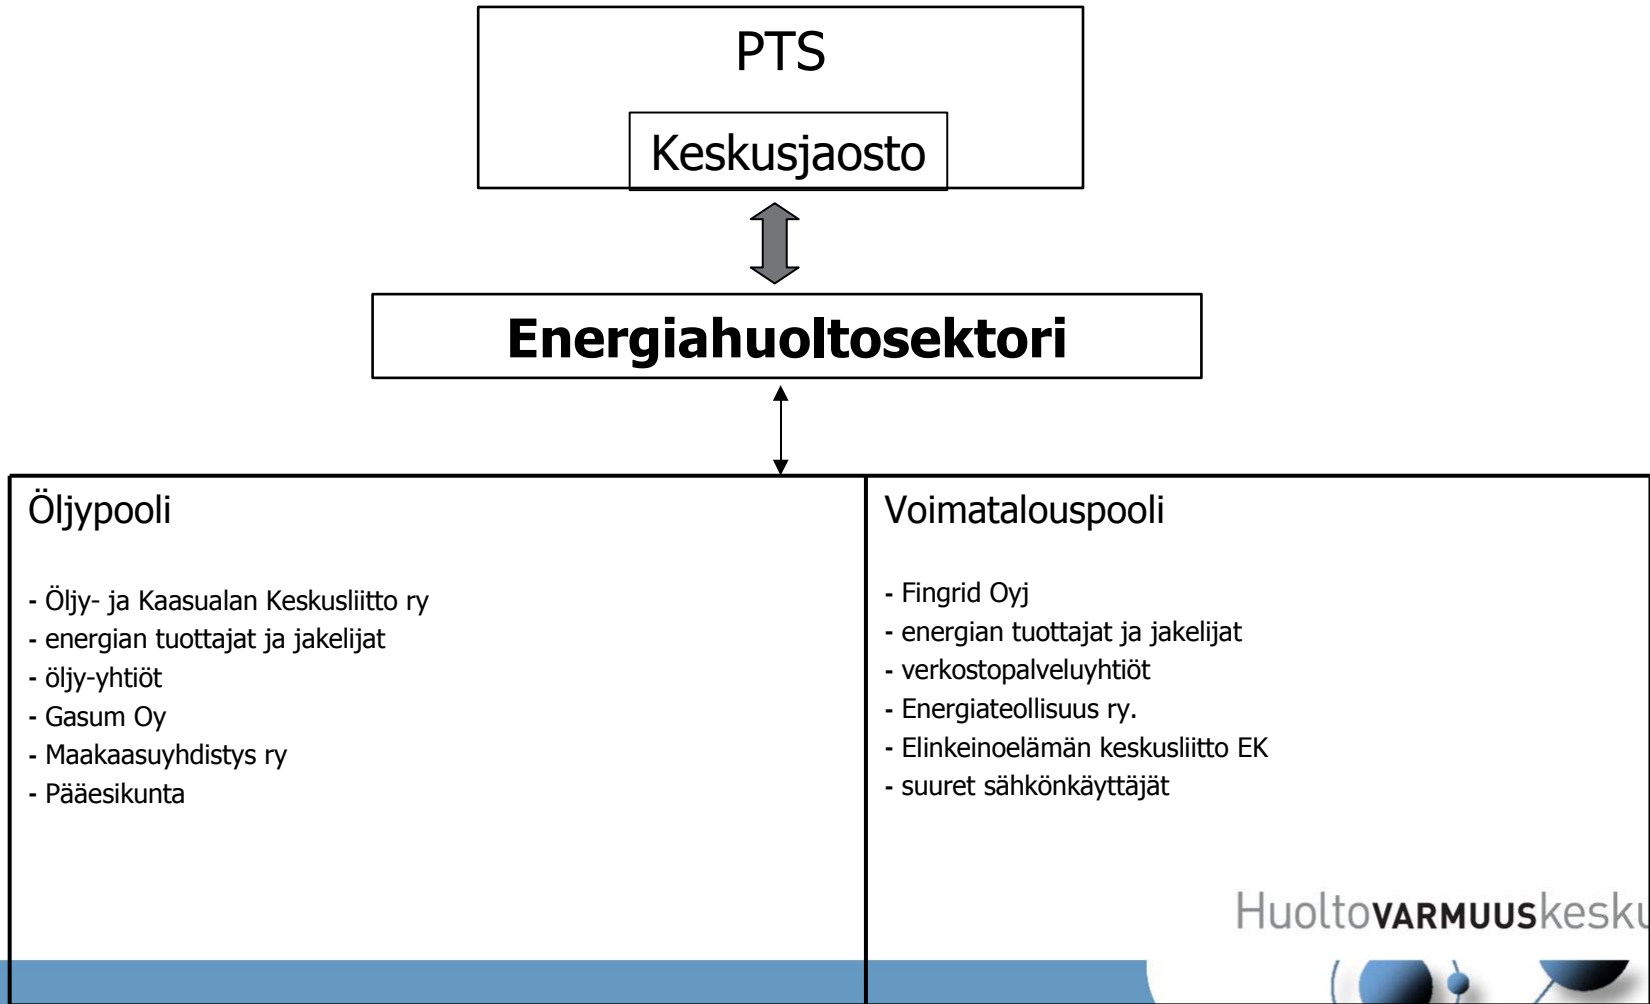 PTS
Keskusjaosto
Energiahuoltosektori
Öljypooli
- Öljy- ja Kaasualan Keskusliitto ry
- energian tuottajat ja jakelijat
- öljy-yhtiöt
- Gasum Oy
- Maakaasuyhdistys ry
- Pääesikunta
Voimatalouspooli
- Fingrid Oyj
- energian tuottajat ja jakelijat
- verkostopalveluyhtiöt
- Energiateollisuus ry.
- Elinkeinoelämän keskusliitto EK
- suuret sähkönkäyttäjät
HuoltoVARMUUSkesku